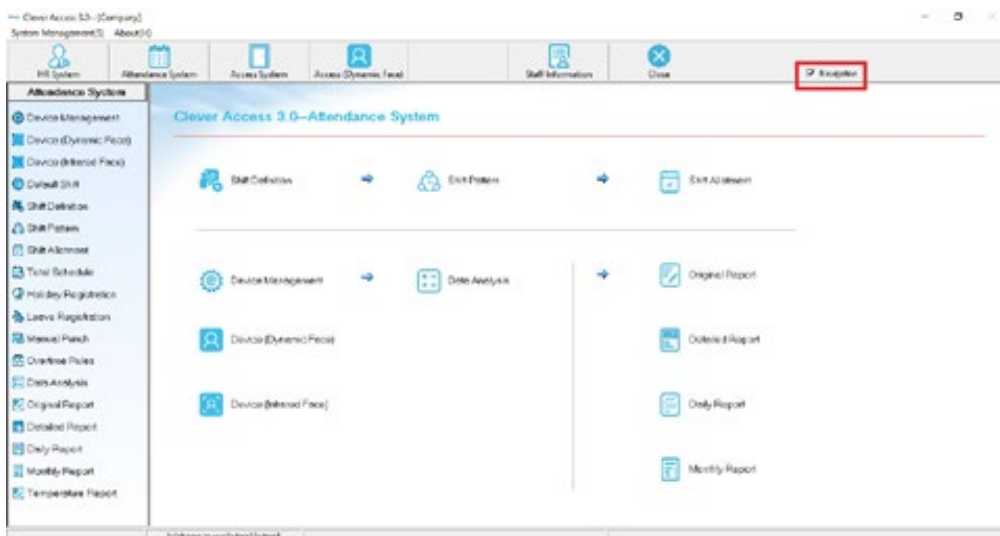 Clever Access 3.0--[Company]
System Management(S) About(H)
HR System Attendance System Access System Access (Dynamic Face) Staff Information Close Navigation
Attendance System
Device Management
Device (Dynamic Face)
Device (Infrared Face)
Default Shift
Shift Definition
Shift Pattern
Shift Allotment
Total Schedule
Holiday Registration
Leave Registration
Manual Punch
Overtime Rules
Data Analysis
Original Report
Detailed Report
Daily Report
Monthly Report
Temperature Report
Clever Access 3.0--Attendance System
Shift Definition Shift Pattern Shift Allotment
Device Management Data Analysis Original Report
Device (Dynamic Face) Detailed Report
Device (Infrared Face) Daily Report
Monthly Report